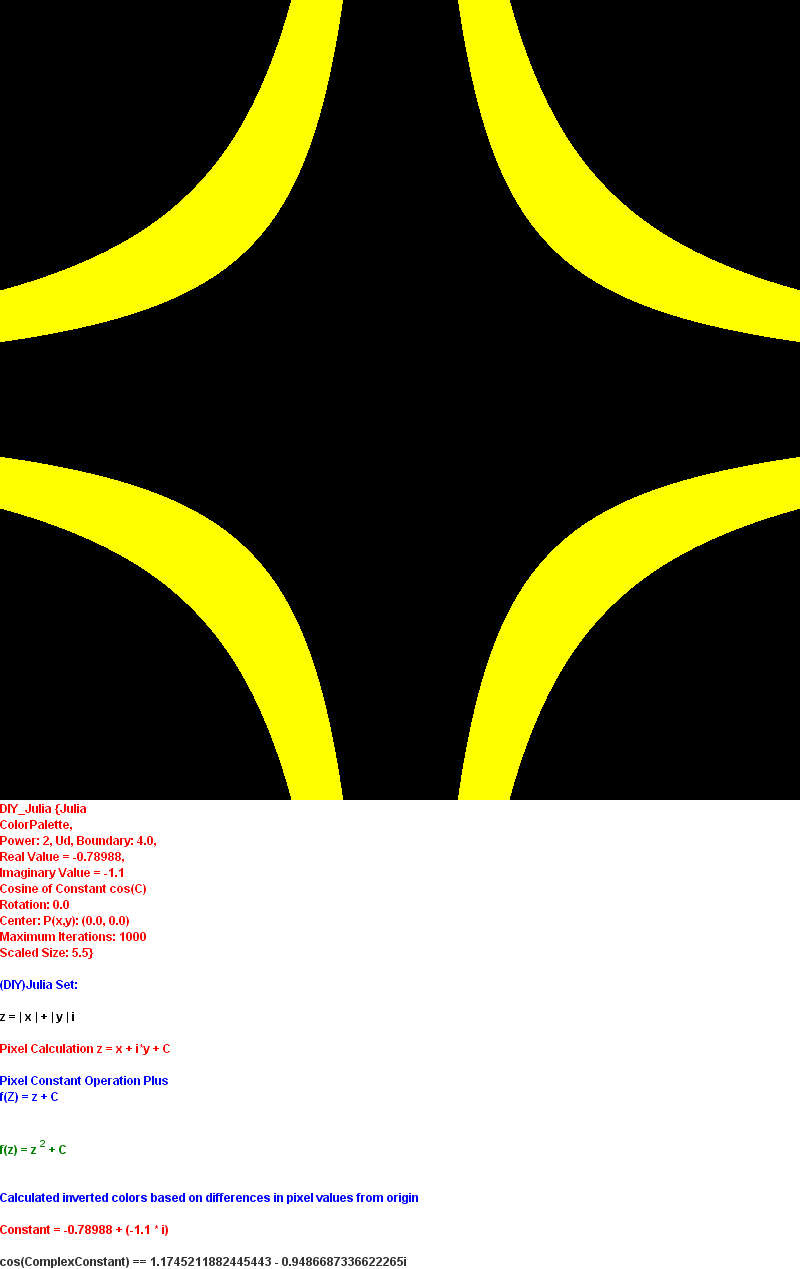 DIY_Julia {Julia
ColorPalette,
Power: 2, Ud, Boundary: 4.0,
Real Value = -0.78988,
Imaginary Value = -1.1
Cosine of Constant cos(C)
Rotation: 0.0
Center: P(x,y): (0.0, 0.0)
Maximum Iterations: 1000
Scaled Size: 5.5}
(DIY)Julia Set:
z = | x | + | y | i
Pixel Calculation z = x + i*y + C
Pixel Constant Operation Plus
f(Z) = z + C
f(z) = z ² + C
Calculated inverted colors based on differences in pixel values from origin
Constant = -0.78988 + (-1.1 * i)
cos(ComplexConstant) == 1.1745211882445443 - 0.9486687336622265i